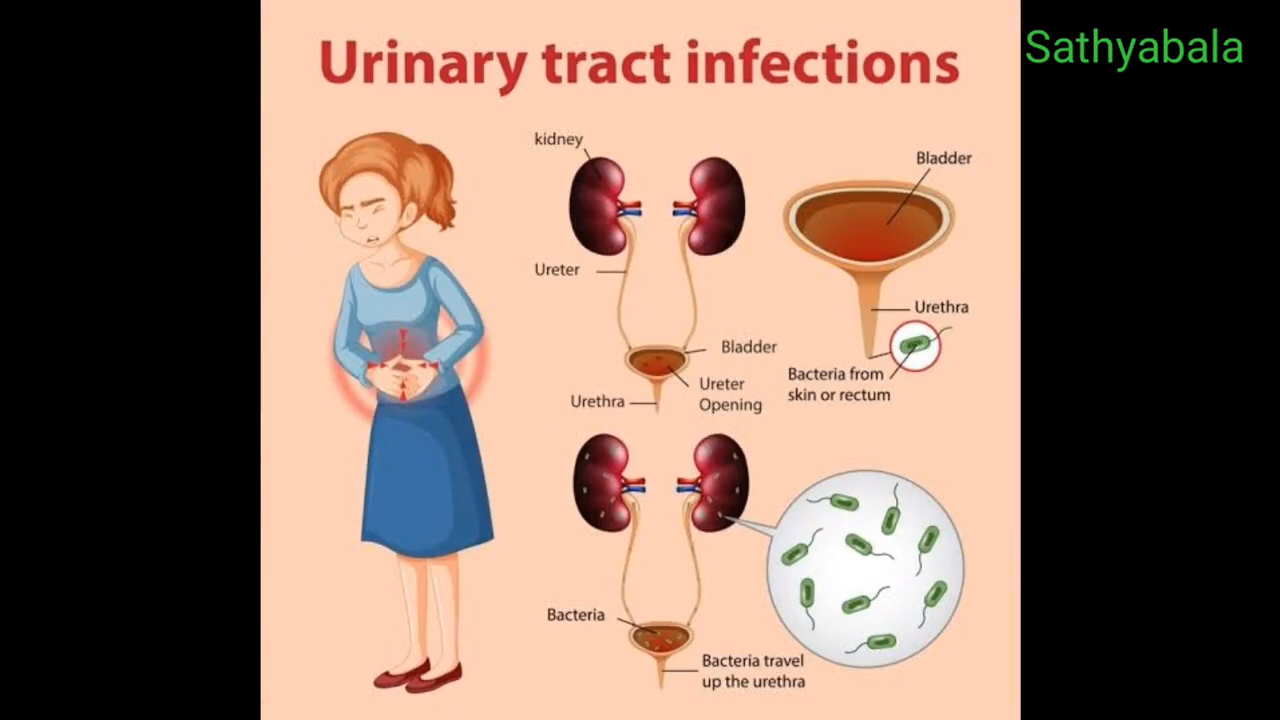 Urinary tract infections
Sathyabala
kidney
Ureter
Bladder
Ureter
Opening
Urethra
Bladder
Urethra
Bacteria from
skin or rectum
Bacteria
Bacteria travel
up the urethra